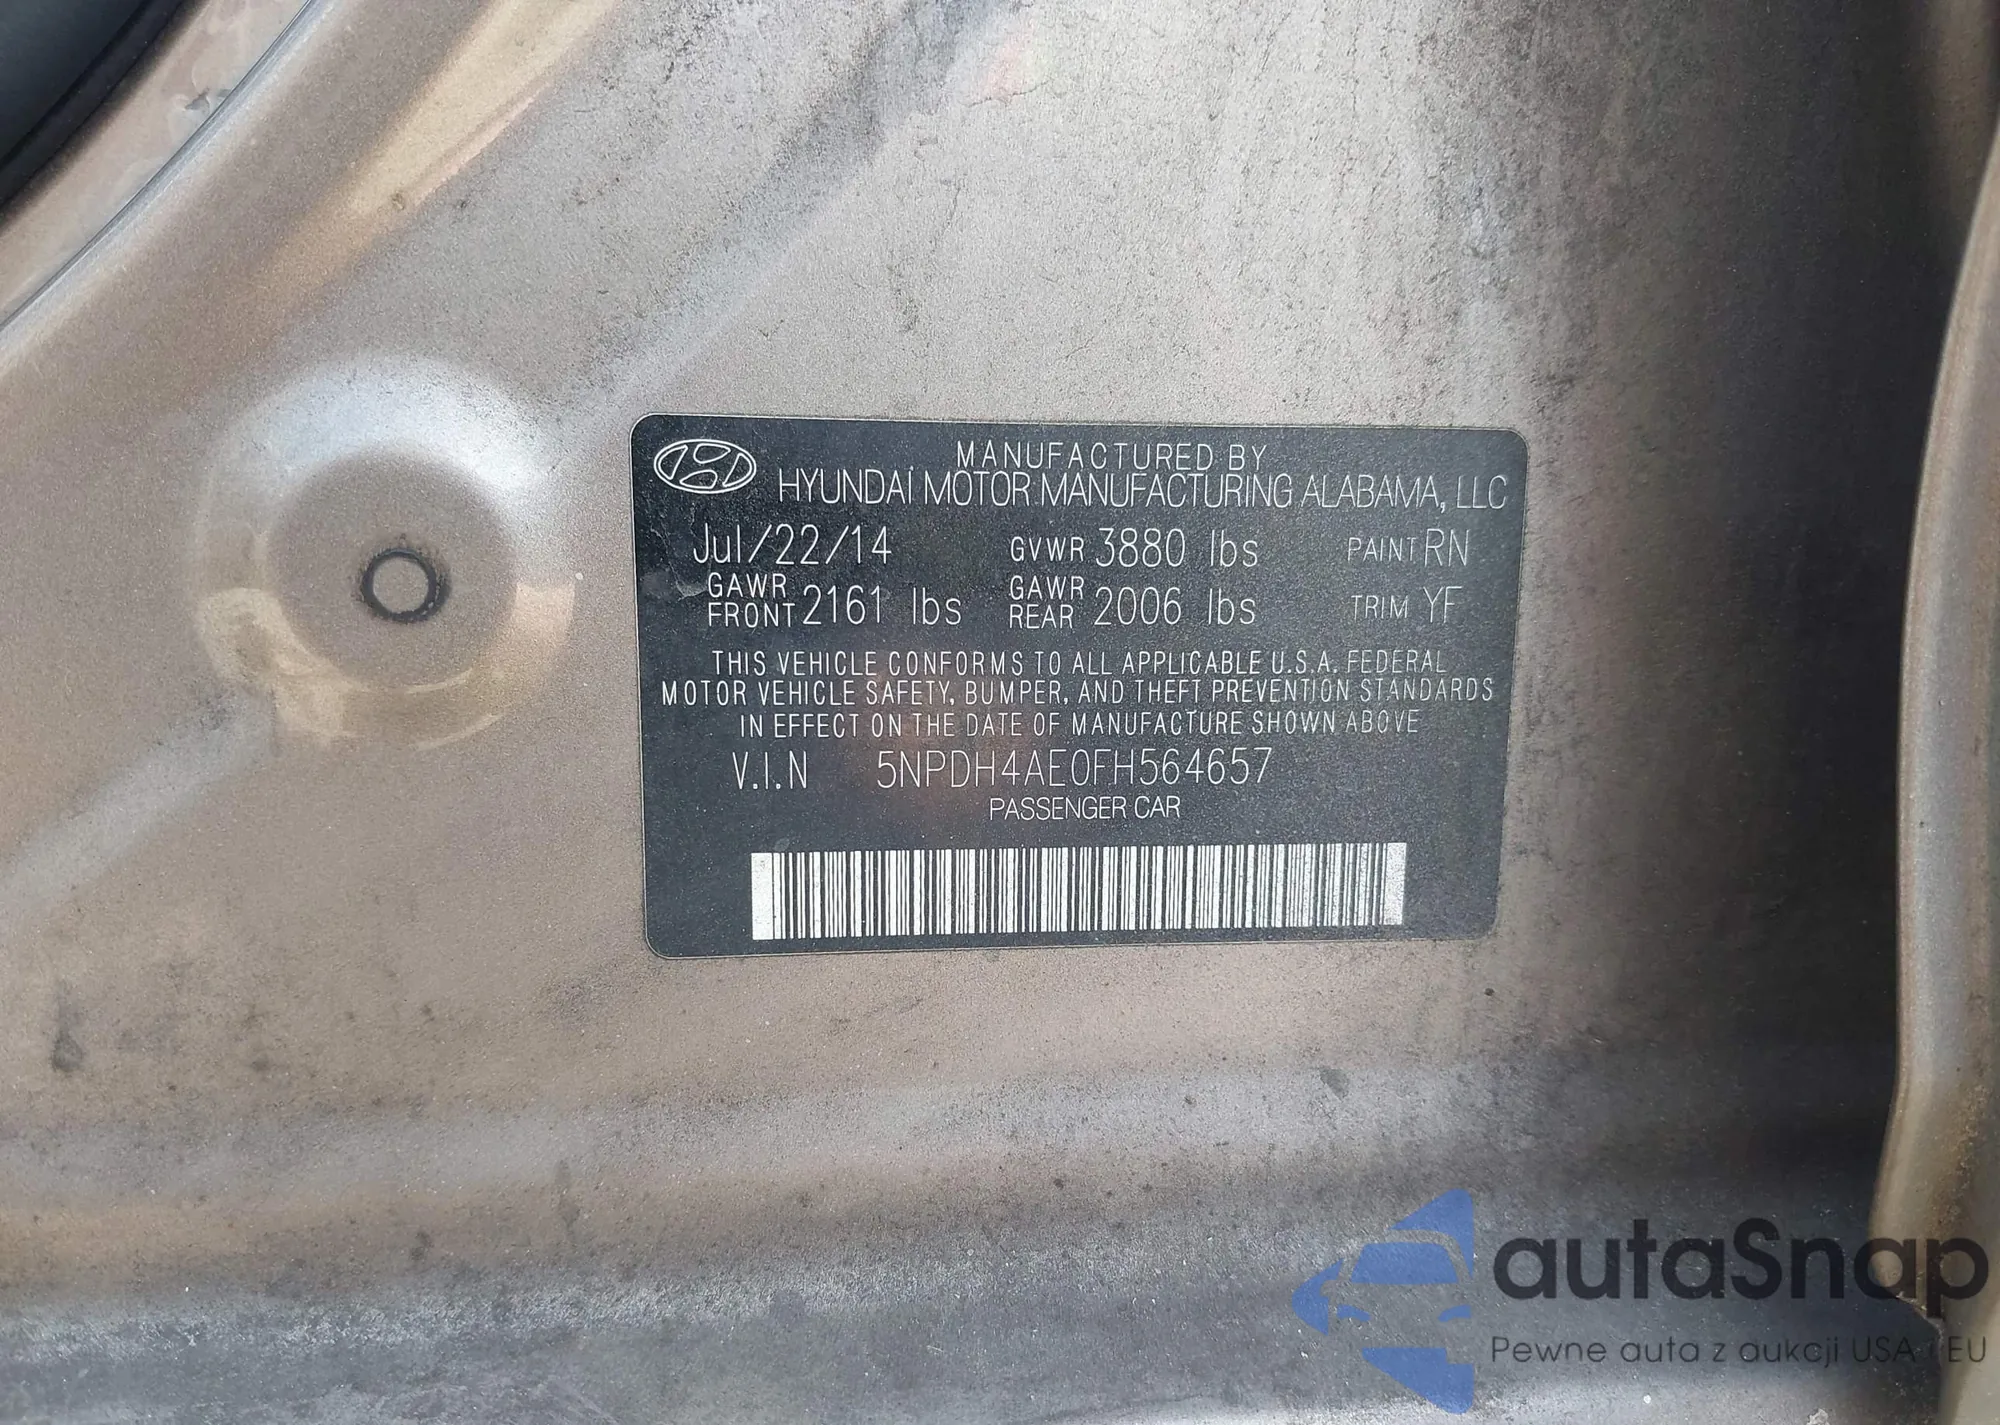 MANUFACTURED BY
HYUNDAI MOTOR MANUFACTURING ALABAMA, LLC
Jul/22/14 GVWR 3880 lbs PAINT RN
GAWR FRONT 2161 lbs GAWR REAR 2006 lbs TRIM YF
THIS VEHICLE CONFORMS TO ALL APPLICABLE U.S.A. FEDERAL
MOTOR VEHICLE SAFETY, BUMPER, AND THEFT PREVENTION STANDARDS
IN EFFECT ON THE DATE OF MANUFACTURE SHOWN ABOVE
V.I.N 5NPDH4AE0FH564657
PASSENGER CAR
autaSnap
Pewne auta z aukcji USA i EU